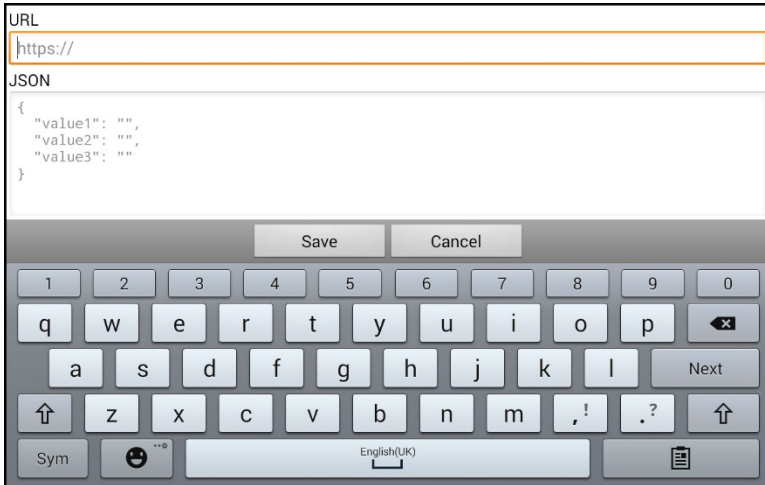 URL
https://
JSON
{
  "value1": "",
  "value2": "",
  "value3": ""
}
Save Cancel
1 2 3 4 5 6 7 8 9 0
q w e r t y u i o p
a s d f g h j k l Next
z x c v b n m , ! . ?
Sym English(UK)